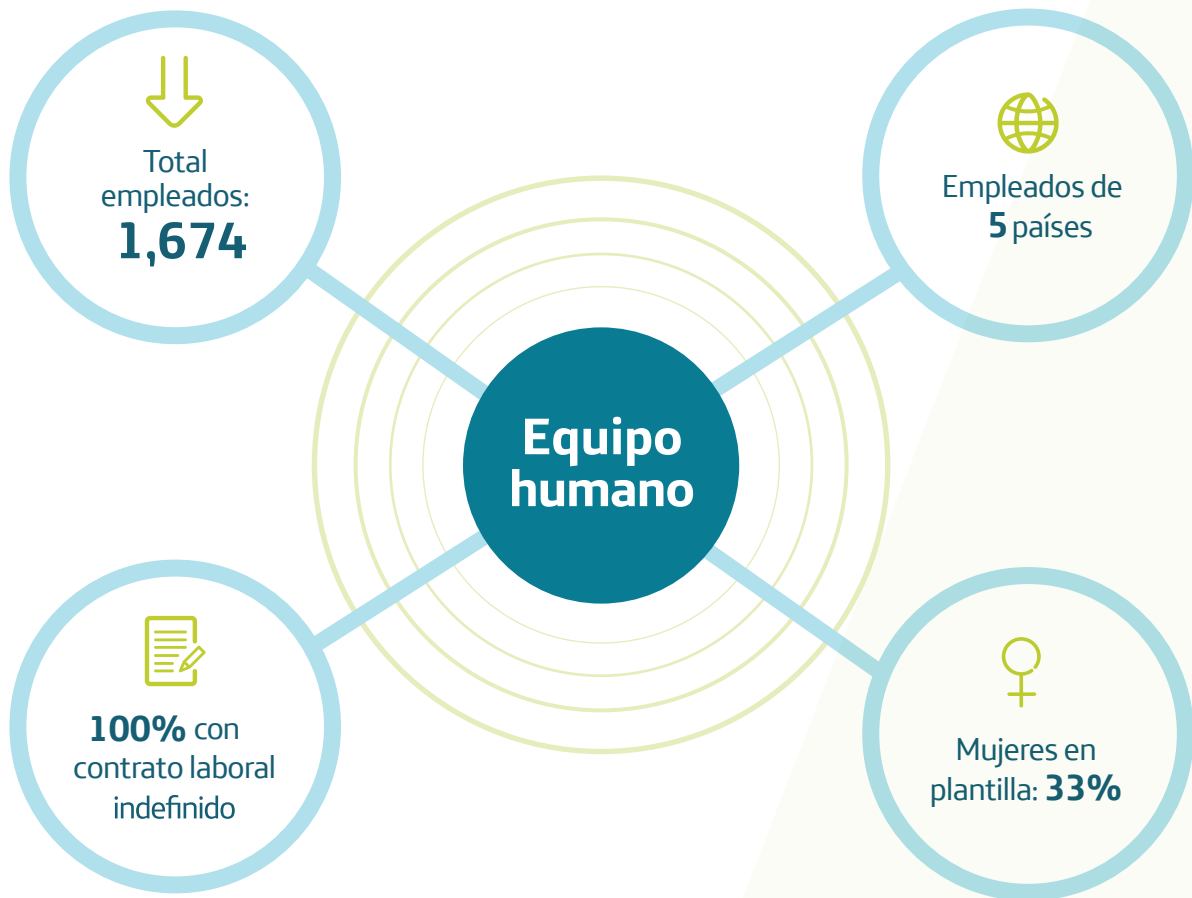 Total
empleados:
1,674
Empleados de
5 países
Equipo
humano
100% con
contrato laboral
indefinido
Mujeres en
plantilla: 33%